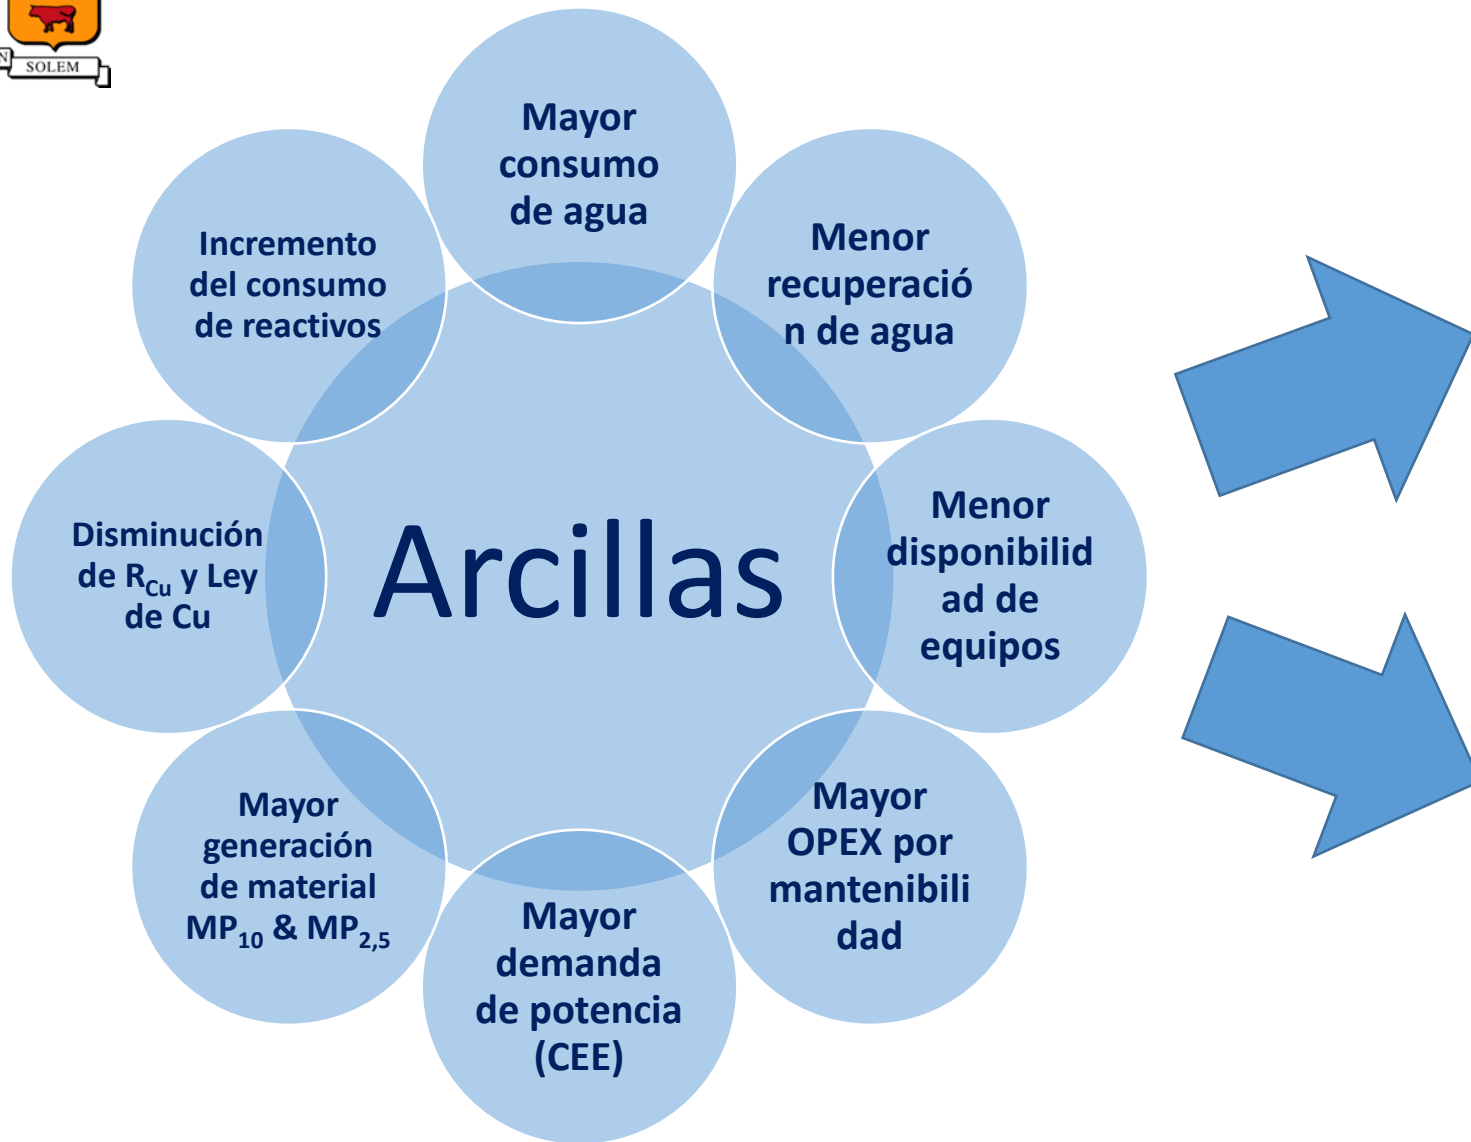 N
SOLEM
Mayor
consumo
de agua
Menor
recuperació
n de agua
Menor
disponibilid
ad de
equipos
Mayor
OPEX por
mantenibili
dad
Mayor
demanda
de potencia
(CEE)
Mayor
generación
de material
MP₁₀ & MP₂,₅
Disminución
de R_Cu y Ley
de Cu
Incremento
del consumo
de reactivos
Arcillas